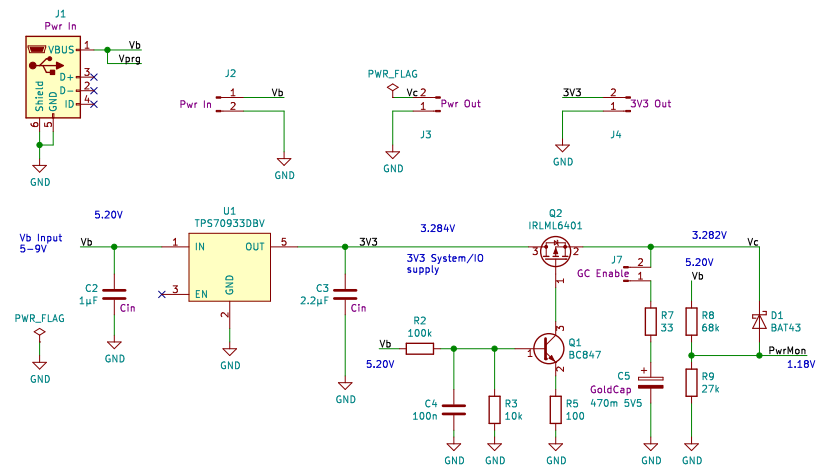 J1
Pwr In
VBUS 1 Vb
Vprg
D+ 3
D- 2
ID 4
Shield
GND
6 5
GND
J2
Pwr In
1 Vb
2
GND
PWR_FLAG
Vc 2
1
Pwr Out
J3
GND
3V3 2
1
3V3 Out
J4
GND
5.20V
Vb Input
5-9V
Vb
C2
1µF
Cin
GND
PWR_FLAG
GND
U1
TPS70933DBV
1 IN OUT 5
3 EN
GND
2
GND
3V3
C3
2.2µF
Cin
GND
3.284V
3V3 System/IO
supply
Q2
IRLML6401
3 2
1
Vb
5.20V
R2
100k
C4
100n
GND
R3
10k
GND
Q1
BC847
1
3
2
R5
100
GND
J7
GC Enable
2
1
R7
33
+
C5
GoldCap
470m 5V5
GND
3.282V
5.20V
Vb
R8
68k
R9
27k
GND
Vc
D1
BAT43
PwrMon
1.18V